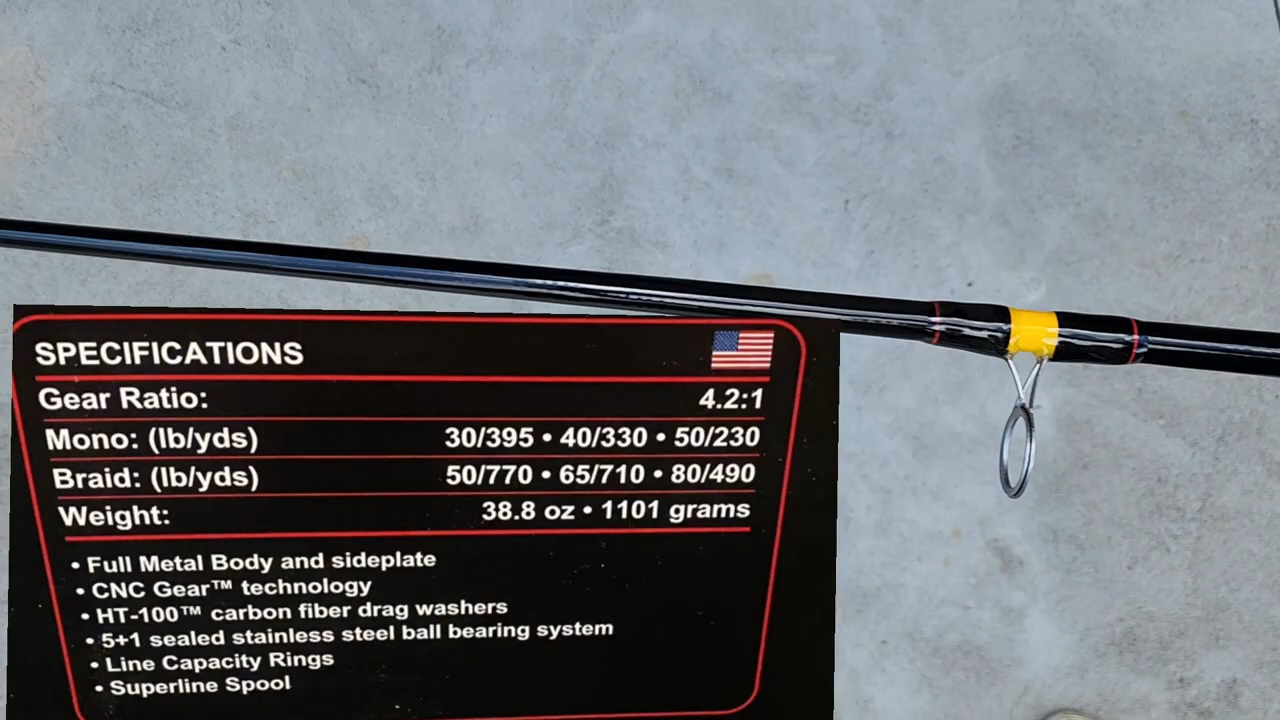 SPECIFICATIONS
Gear Ratio: 4.2:1
Mono: (lb/yds) 30/395 • 40/330 • 50/230
Braid: (lb/yds) 50/770 • 65/710 • 80/490
Weight: 38.8 oz • 1101 grams
• Full Metal Body and sideplate
• CNC Gear™ technology
• HT-100™ carbon fiber drag washers
• 5+1 sealed stainless steel ball bearing system
• Line Capacity Rings
• Superline Spool